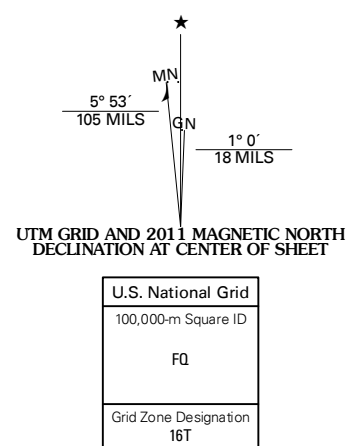 ★
M.N.
5° 53´
105 MILS
GN
1° 0´
18 MILS
UTM GRID AND 2011 MAGNETIC NORTH
DECLINATION AT CENTER OF SHEET
U.S. National Grid
100,000-m Square ID
FQ
Grid Zone Designation
16T